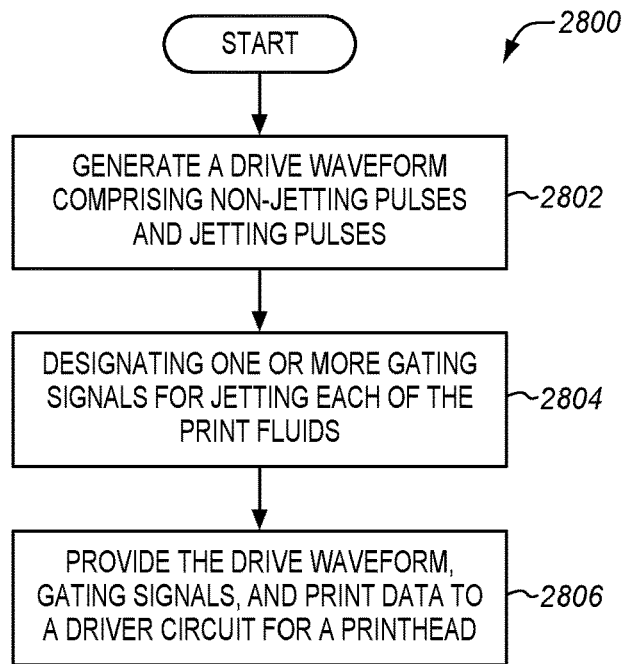 START
2800
GENERATE A DRIVE WAVEFORM
COMPRISING NON-JETTING PULSES
AND JETTING PULSES
2802
DESIGNATING ONE OR MORE GATING
SIGNALS FOR JETTING EACH OF THE
PRINT FLUIDS
2804
PROVIDE THE DRIVE WAVEFORM,
GATING SIGNALS, AND PRINT DATA TO
A DRIVER CIRCUIT FOR A PRINTHEAD
2806